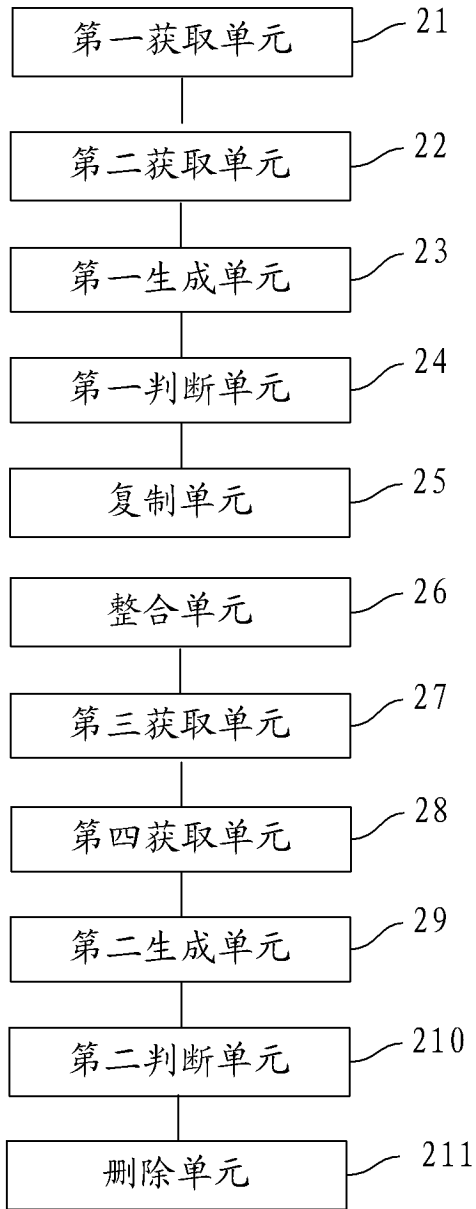 第一获取单元 21
第二获取单元 22
第一生成单元 23
第一判断单元 24
复制单元 25
整合单元 26
第三获取单元 27
第四获取单元 28
第二生成单元 29
第二判断单元 210
删除单元 211